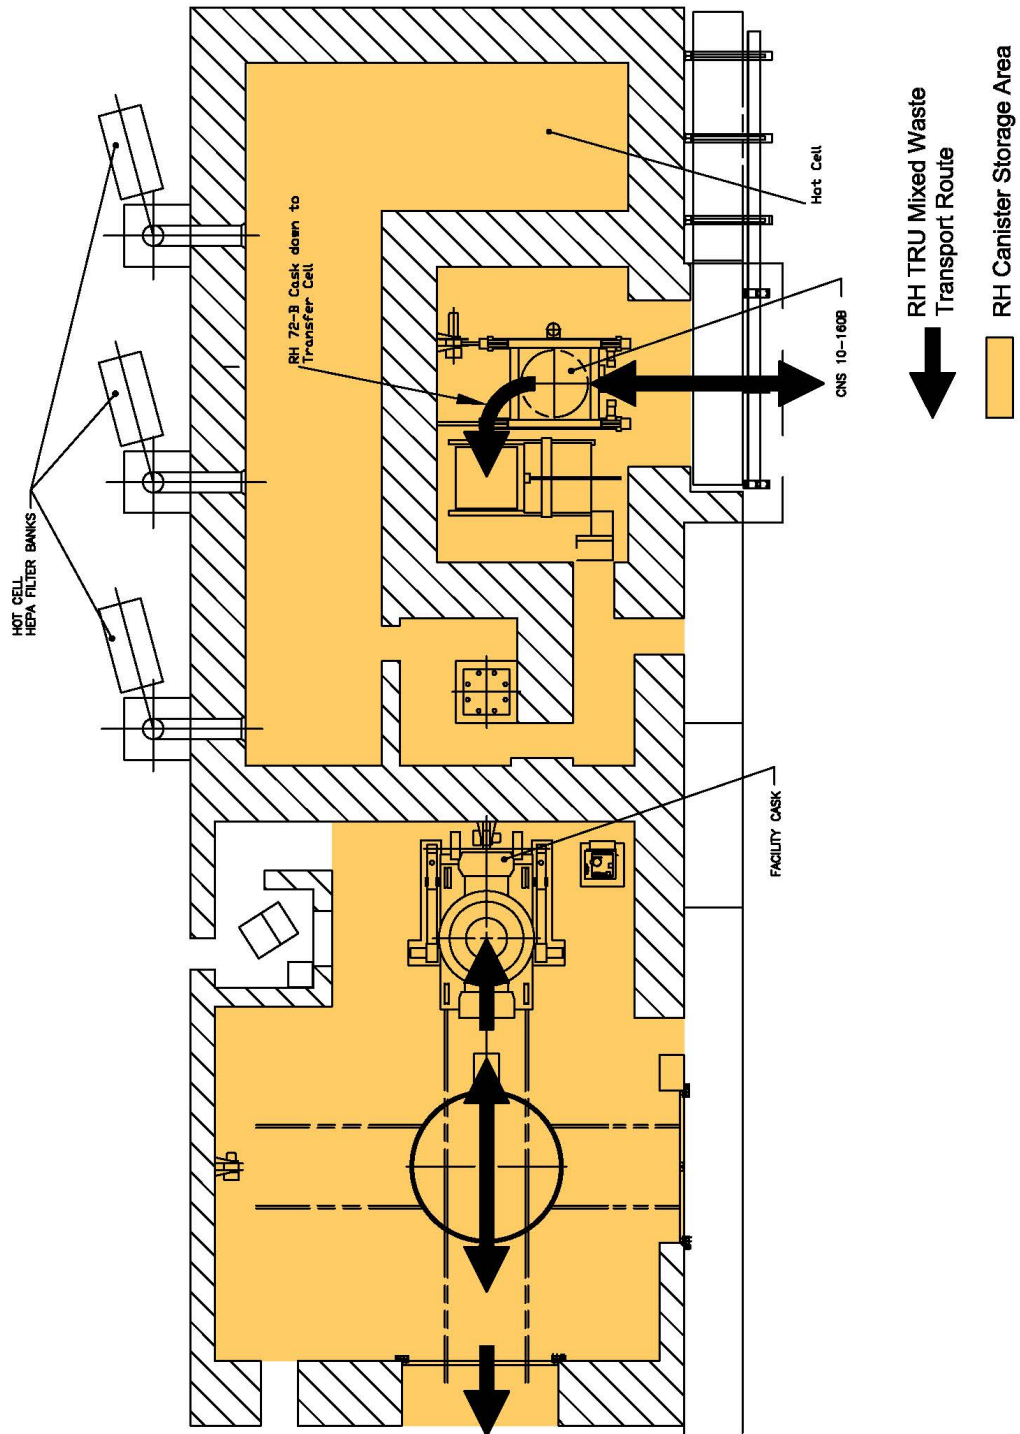 HOT CELL
HEPA FILTER BANKS
RH 72-B Cask down to
Transfer Cell
Hot Cell
CNS 10-160B
FACILITY CASK
RH TRU Mixed Waste
Transport Route
RH Canister Storage Area